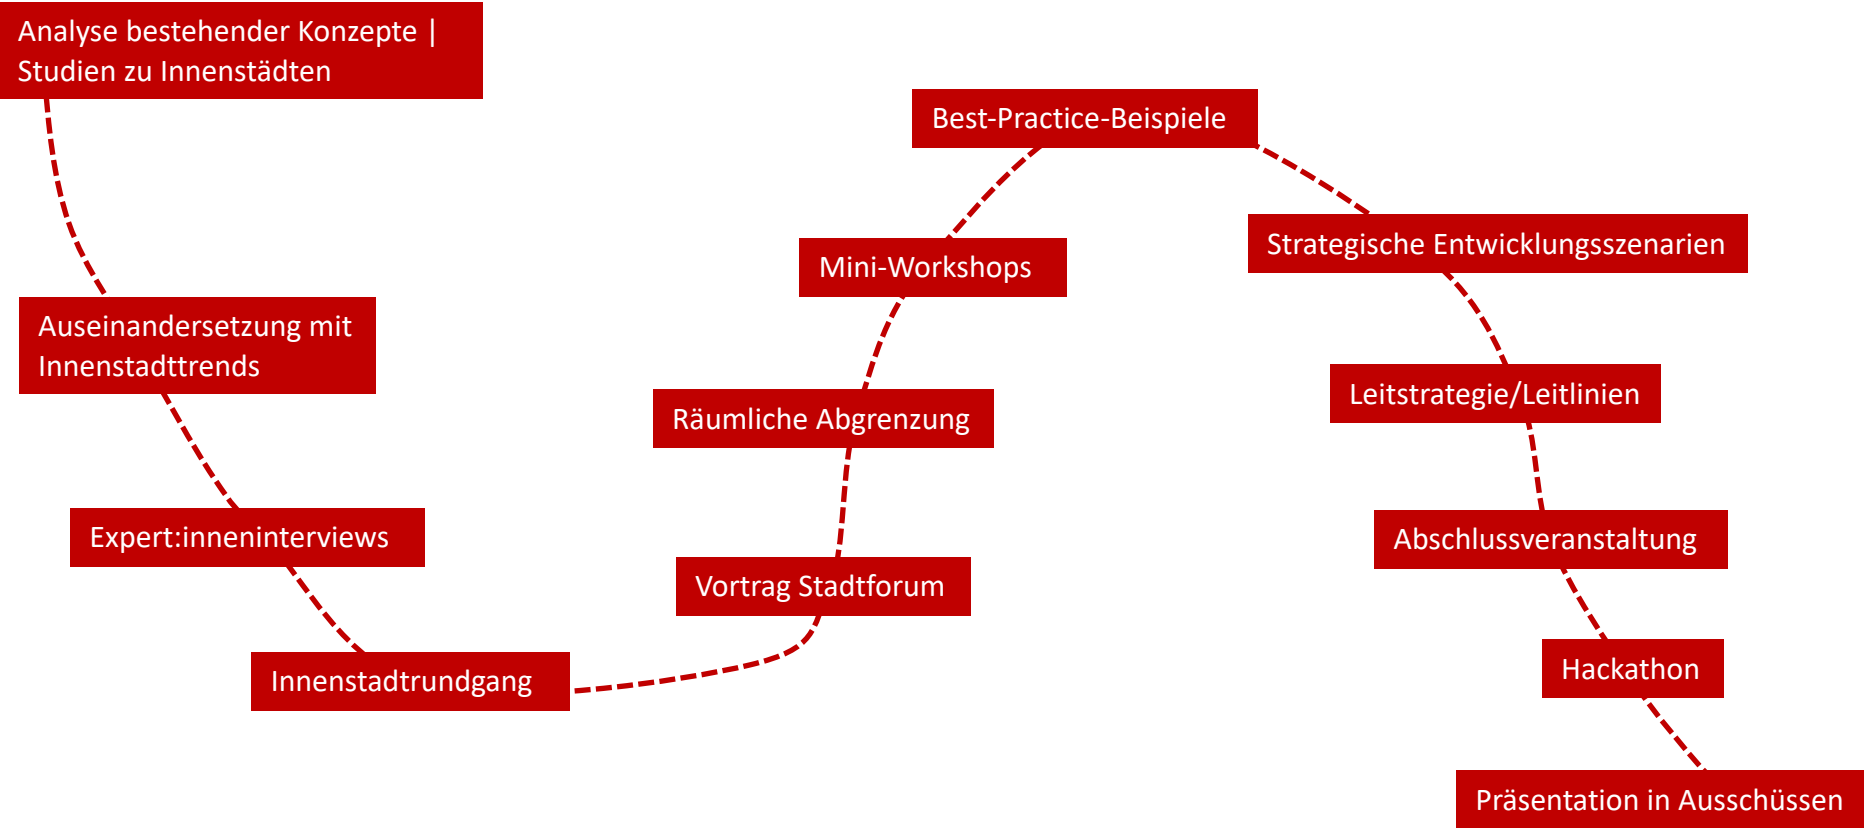 Analyse bestehender Konzepte |
Studien zu Innenstädten
Auseinandersetzung mit
Innenstadttrends
Expert:inneninterviews
Innenstadtrundgang
Vortrag Stadtforum
Räumliche Abgrenzung
Mini-Workshops
Best-Practice-Beispiele
Strategische Entwicklungsszenarien
Leitstrategie/Leitlinien
Abschlussveranstaltung
Hackathon
Präsentation in Ausschüssen